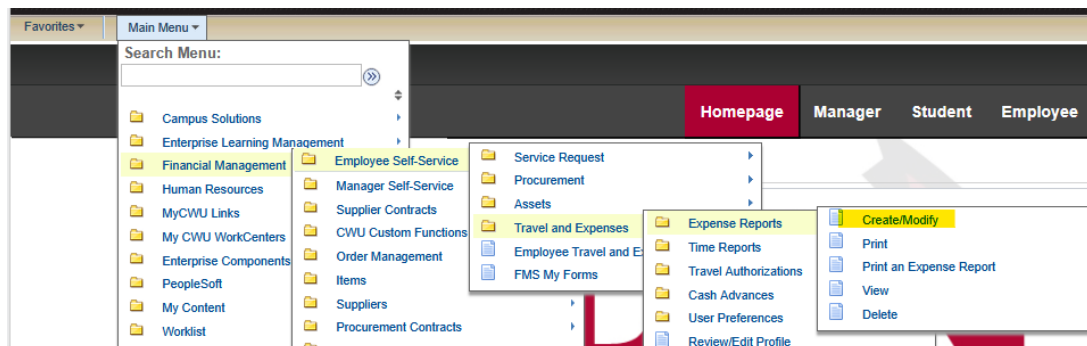 Favorites
Main Menu
Search Menu:
Homepage
Manager
Student
Employee
Campus Solutions
Enterprise Learning Management
Financial Management
Human Resources
MyCWU Links
My CWU WorkCenters
Enterprise Components
PeopleSoft
My Content
Worklist
Employee Self-Service
Manager Self-Service
Supplier Contracts
CWU Custom Functions
Order Management
Items
Suppliers
Procurement Contracts
Service Request
Procurement
Assets
Travel and Expenses
Employee Travel and E
FMS My Forms
Expense Reports
Time Reports
Travel Authorizations
Cash Advances
User Preferences
Review/Edit Profile
Create/Modify
Print
Print an Expense Report
View
Delete